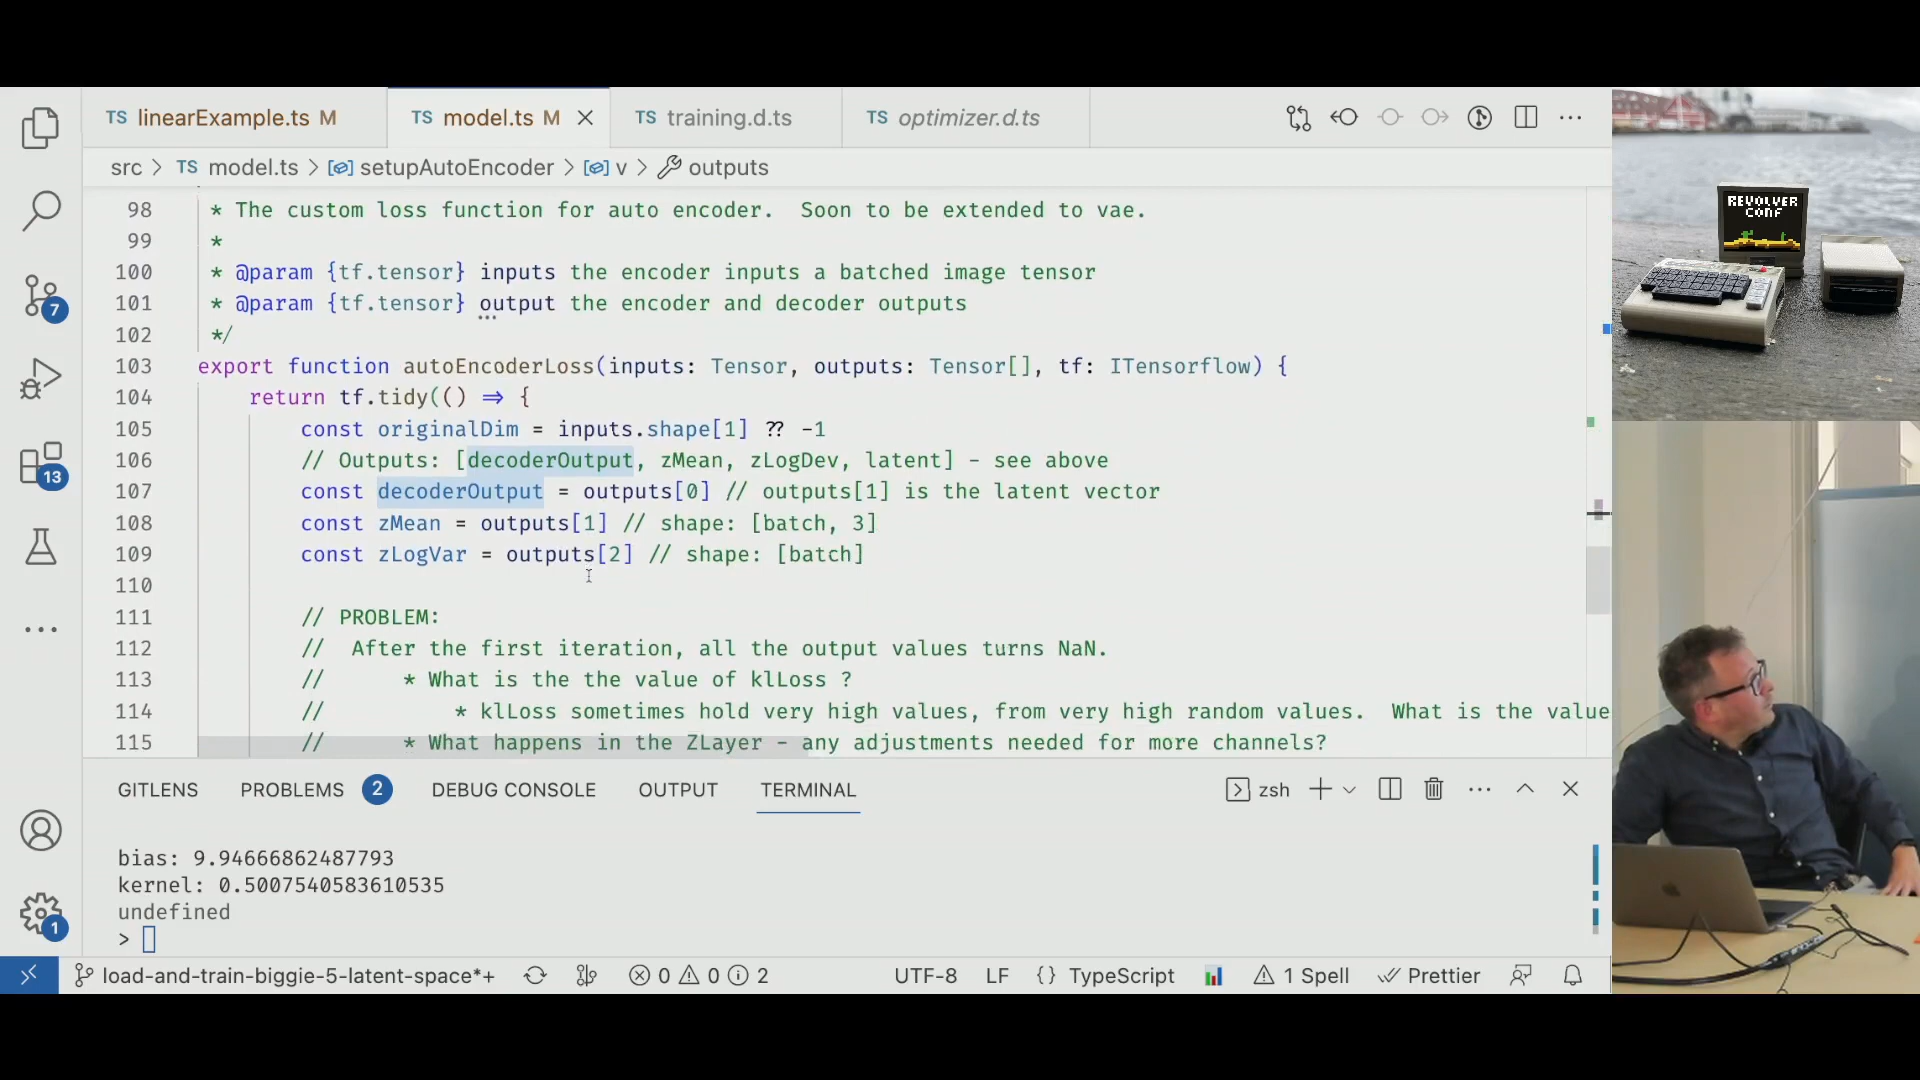 TS linearExample.ts M
TS model.ts M
TS training.d.ts
TS optimizer.d.ts
src > TS model.ts > setupAutoEncoder > v > outputs
98 * The custom loss function for auto encoder. Soon to be extended to vae.
99 *
100 * @param {tf.tensor} inputs the encoder inputs a batched image tensor
101 * @param {tf.tensor} output the encoder and decoder outputs
102 */
103 export function autoEncoderLoss(inputs: Tensor, outputs: Tensor[], tf: ITensorflow) {
104 return tf.tidy(() => {
105 const originalDim = inputs.shape[1] ?? -1
106 // Outputs: [decoderOutput, zMean, zLogDev, latent] - see above
107 const decoderOutput = outputs[0] // outputs[1] is the latent vector
108 const zMean = outputs[1] // shape: [batch, 3]
109 const zLogVar = outputs[2] // shape: [batch]
110
111 // PROBLEM:
112 // After the first iteration, all the output values turns NaN.
113 // * What is the the value of klLoss ?
114 // * klLoss sometimes hold very high values, from very high random values. What is the value
115 // * What happens in the ZLayer - any adjustments needed for more channels?
7
13
1
GITLENS PROBLEMS 2 DEBUG CONSOLE OUTPUT TERMINAL zsh
bias: 9.94666862487793
kernel: 0.5007540583610535
undefined
>
load-and-train-biggie-5-latent-space*+ 0 0 2 UTF-8 LF {} TypeScript 1 Spell Prettier
REVOLVER
CONF